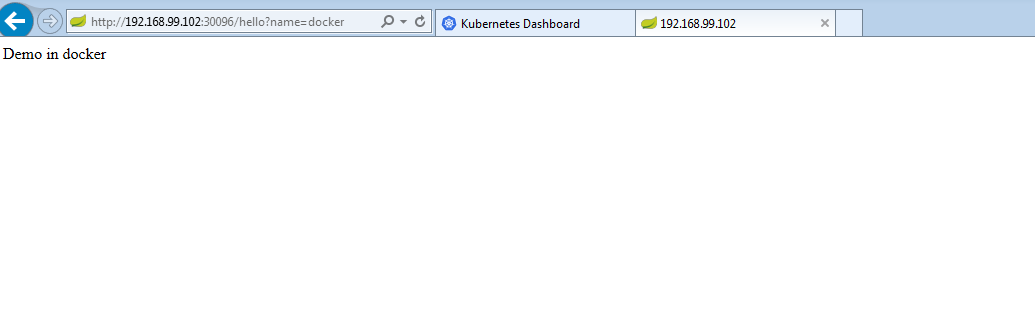 http://192.168.99.102:30096/hello?name=docker
Kubernetes Dashboard
192.168.99.102
Demo in docker